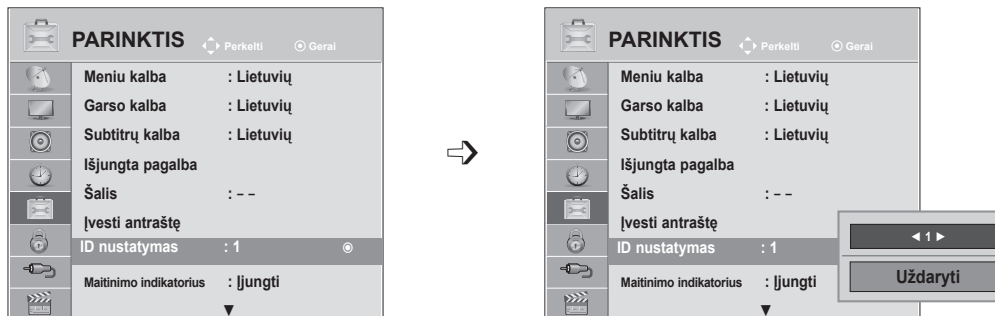 PARINKTIS Perkelti Gerai
Meniu kalba : Lietuvių
Garso kalba : Lietuvių
Subtitrų kalba : Lietuvių
Išjungta pagalba
Šalis : – –
Įvesti antraštę
ID nustatymas : 1
Maitinimo indikatorius : Įjungti
PARINKTIS Perkelti Gerai
Meniu kalba : Lietuvių
Garso kalba : Lietuvių
Subtitrų kalba : Lietuvių
Išjungta pagalba
Šalis : – –
Įvesti antraštę
ID nustatymas : 1
Maitinimo indikatorius : Įjungti
◄ 1 ►
Uždaryti